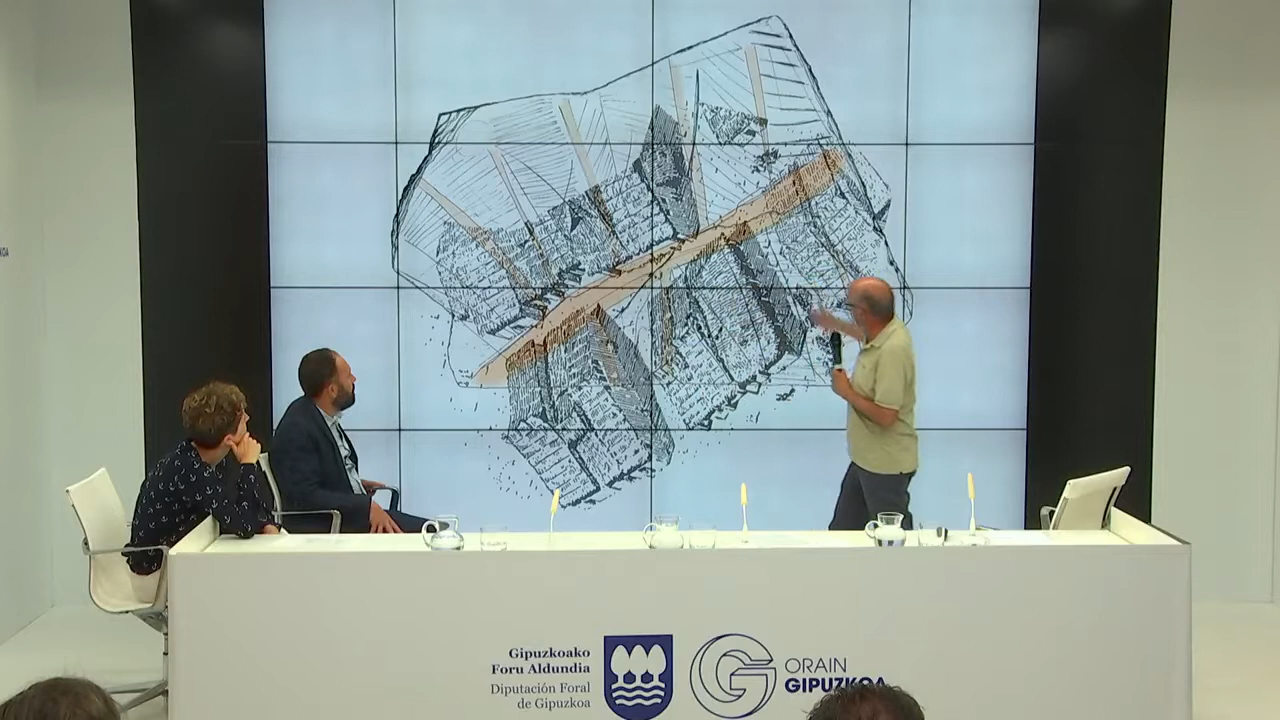 Gipuzkoako
Foru Aldundia
Diputación Foral
de Gipuzkoa
ORAIN
GIPUZKOA